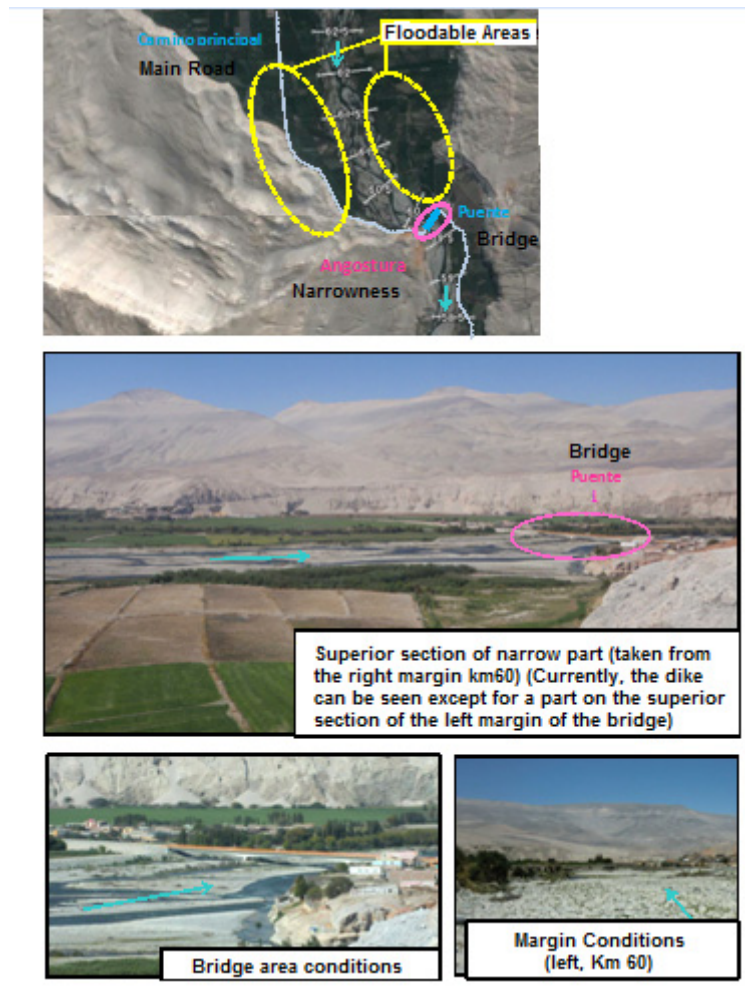 Camino principal
Main Road
Floodable Areas
Puente
Bridge
Angostura
Narrowness
Bridge
Puente
Superior section of narrow part (taken from
the right margin km60) (Currently, the dike
can be seen except for a part on the superior
section of the left margin of the bridge)
Bridge area conditions
Margin Conditions
(left, Km 60)